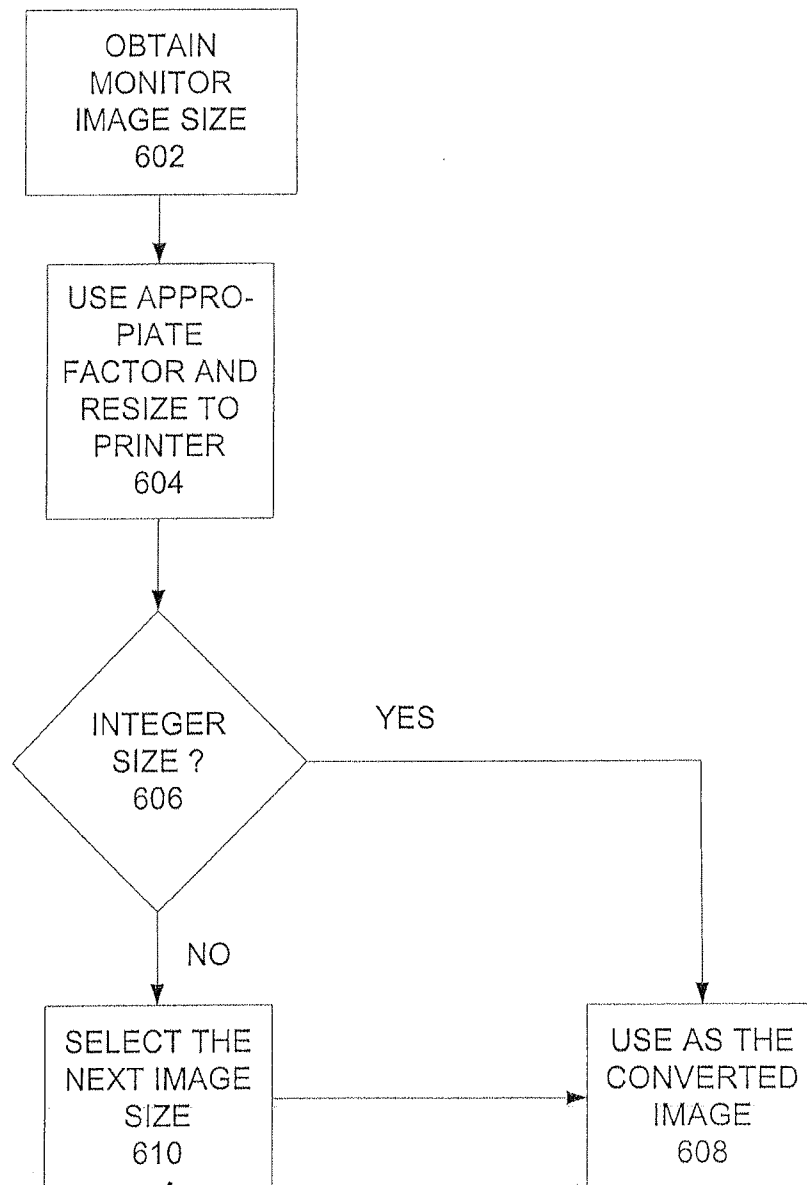 OBTAIN
MONITOR
IMAGE SIZE
602
USE APPRO-
PIATE
FACTOR AND
RESIZE TO
PRINTER
604
INTEGER
SIZE ?
606
YES
NO
SELECT THE
NEXT IMAGE
SIZE
610
USE AS THE
CONVERTED
IMAGE
608